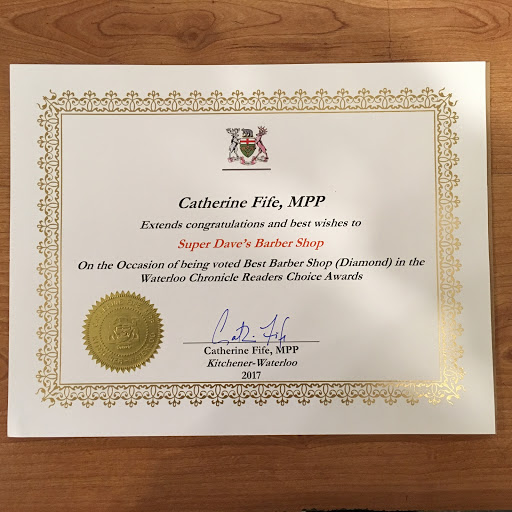 Catherine Fife, MPP
Extends congratulations and best wishes to
Super Dave's Barber Shop
On the Occasion of being voted Best Barber Shop (Diamond) in the
Waterloo Chronicle Readers Choice Awards
Catherine Fife, MPP
Kitchener-Waterloo
2017